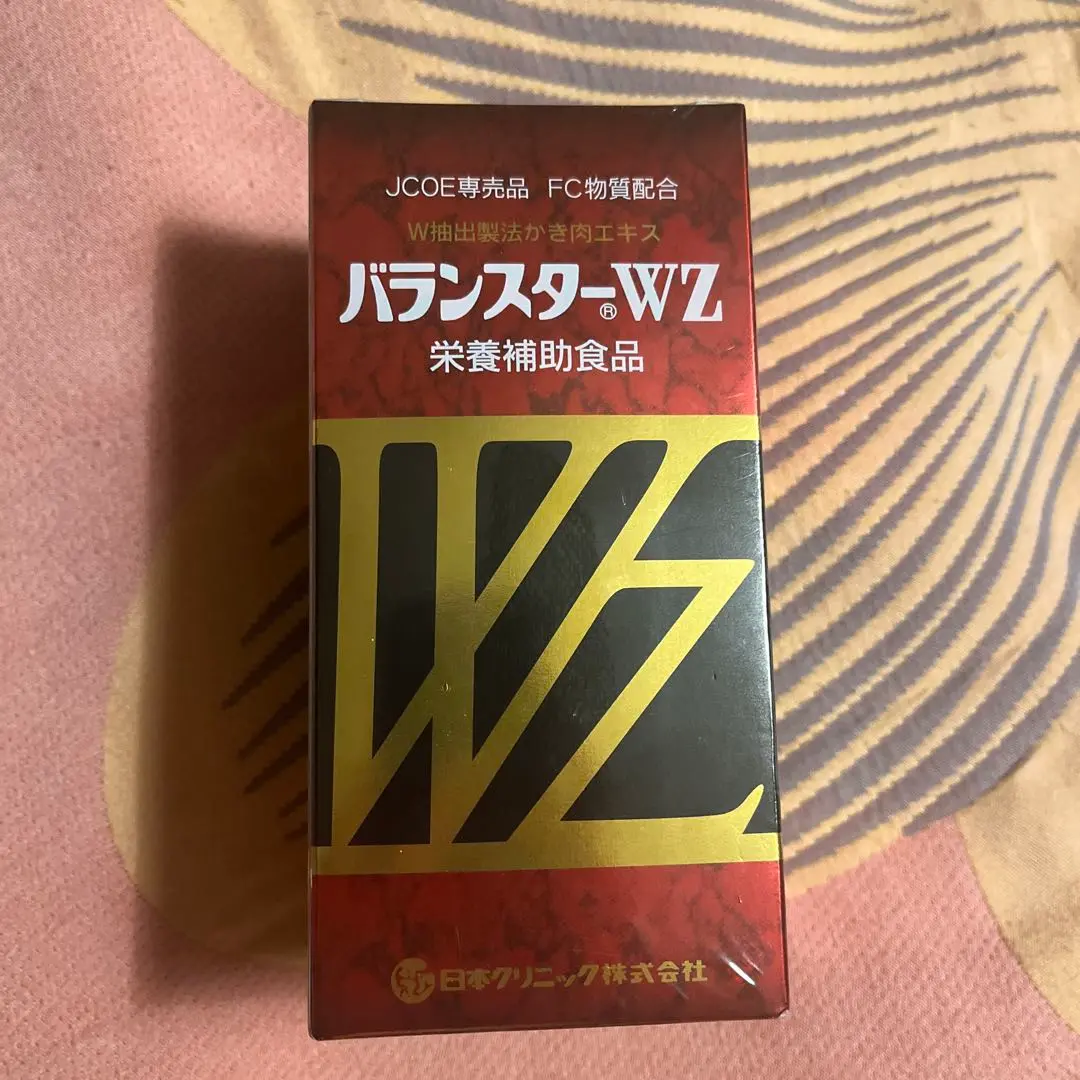 JCOE専売品 FC物質配合
W抽出製法かき肉エキス
バランスター®WZ
栄養補助食品
WZ
日本クリニック株式会社